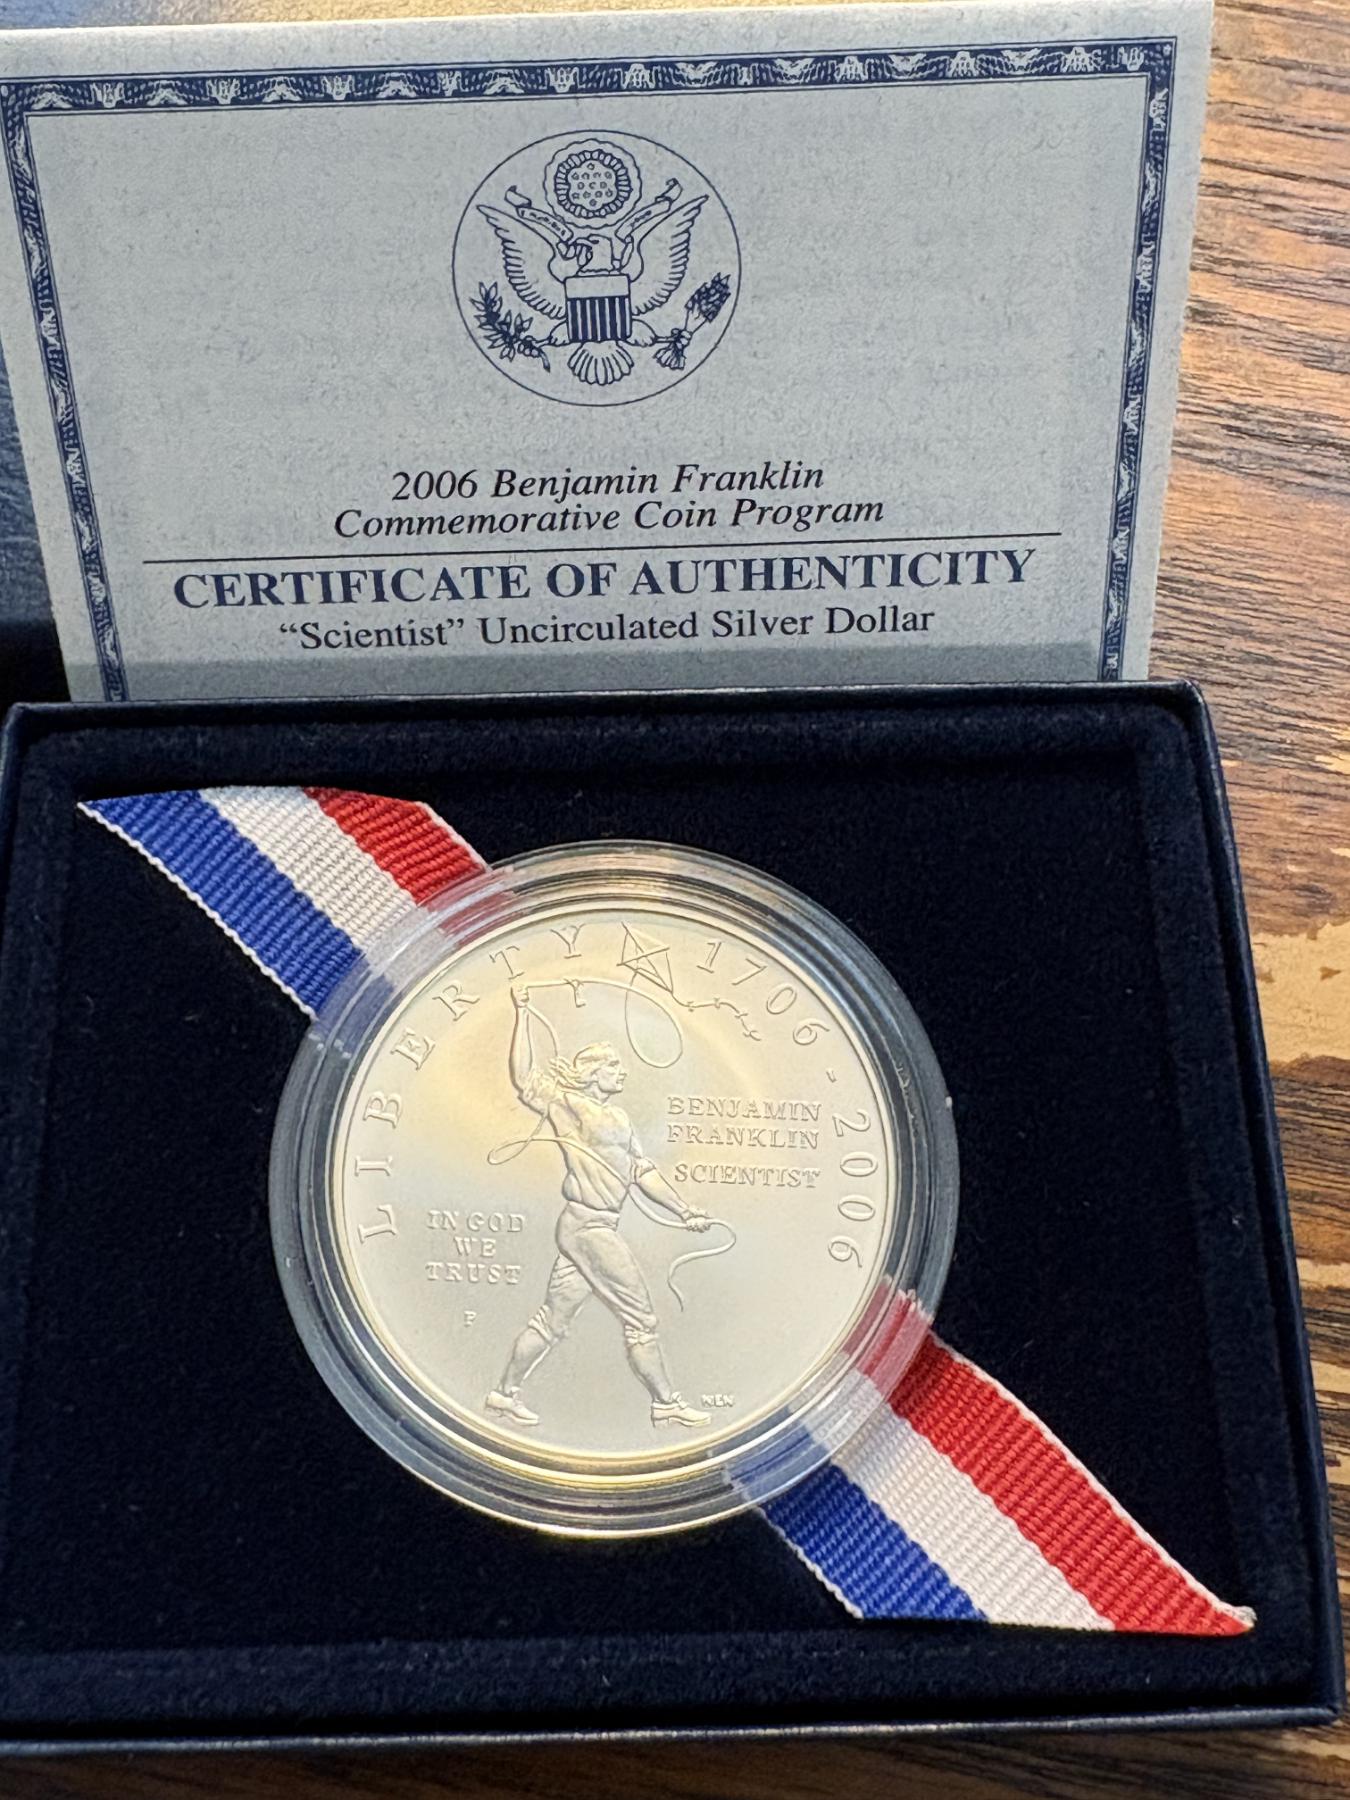 2006 Benjamin Franklin
Commemorative Coin Program
CERTIFICATE OF AUTHENTICITY
“Scientist” Uncirculated Silver Dollar
LIBERTY 1706 - 2006
BENJAMIN
FRANKLIN
SCIENTIST
IN GOD
WE
TRUST
P